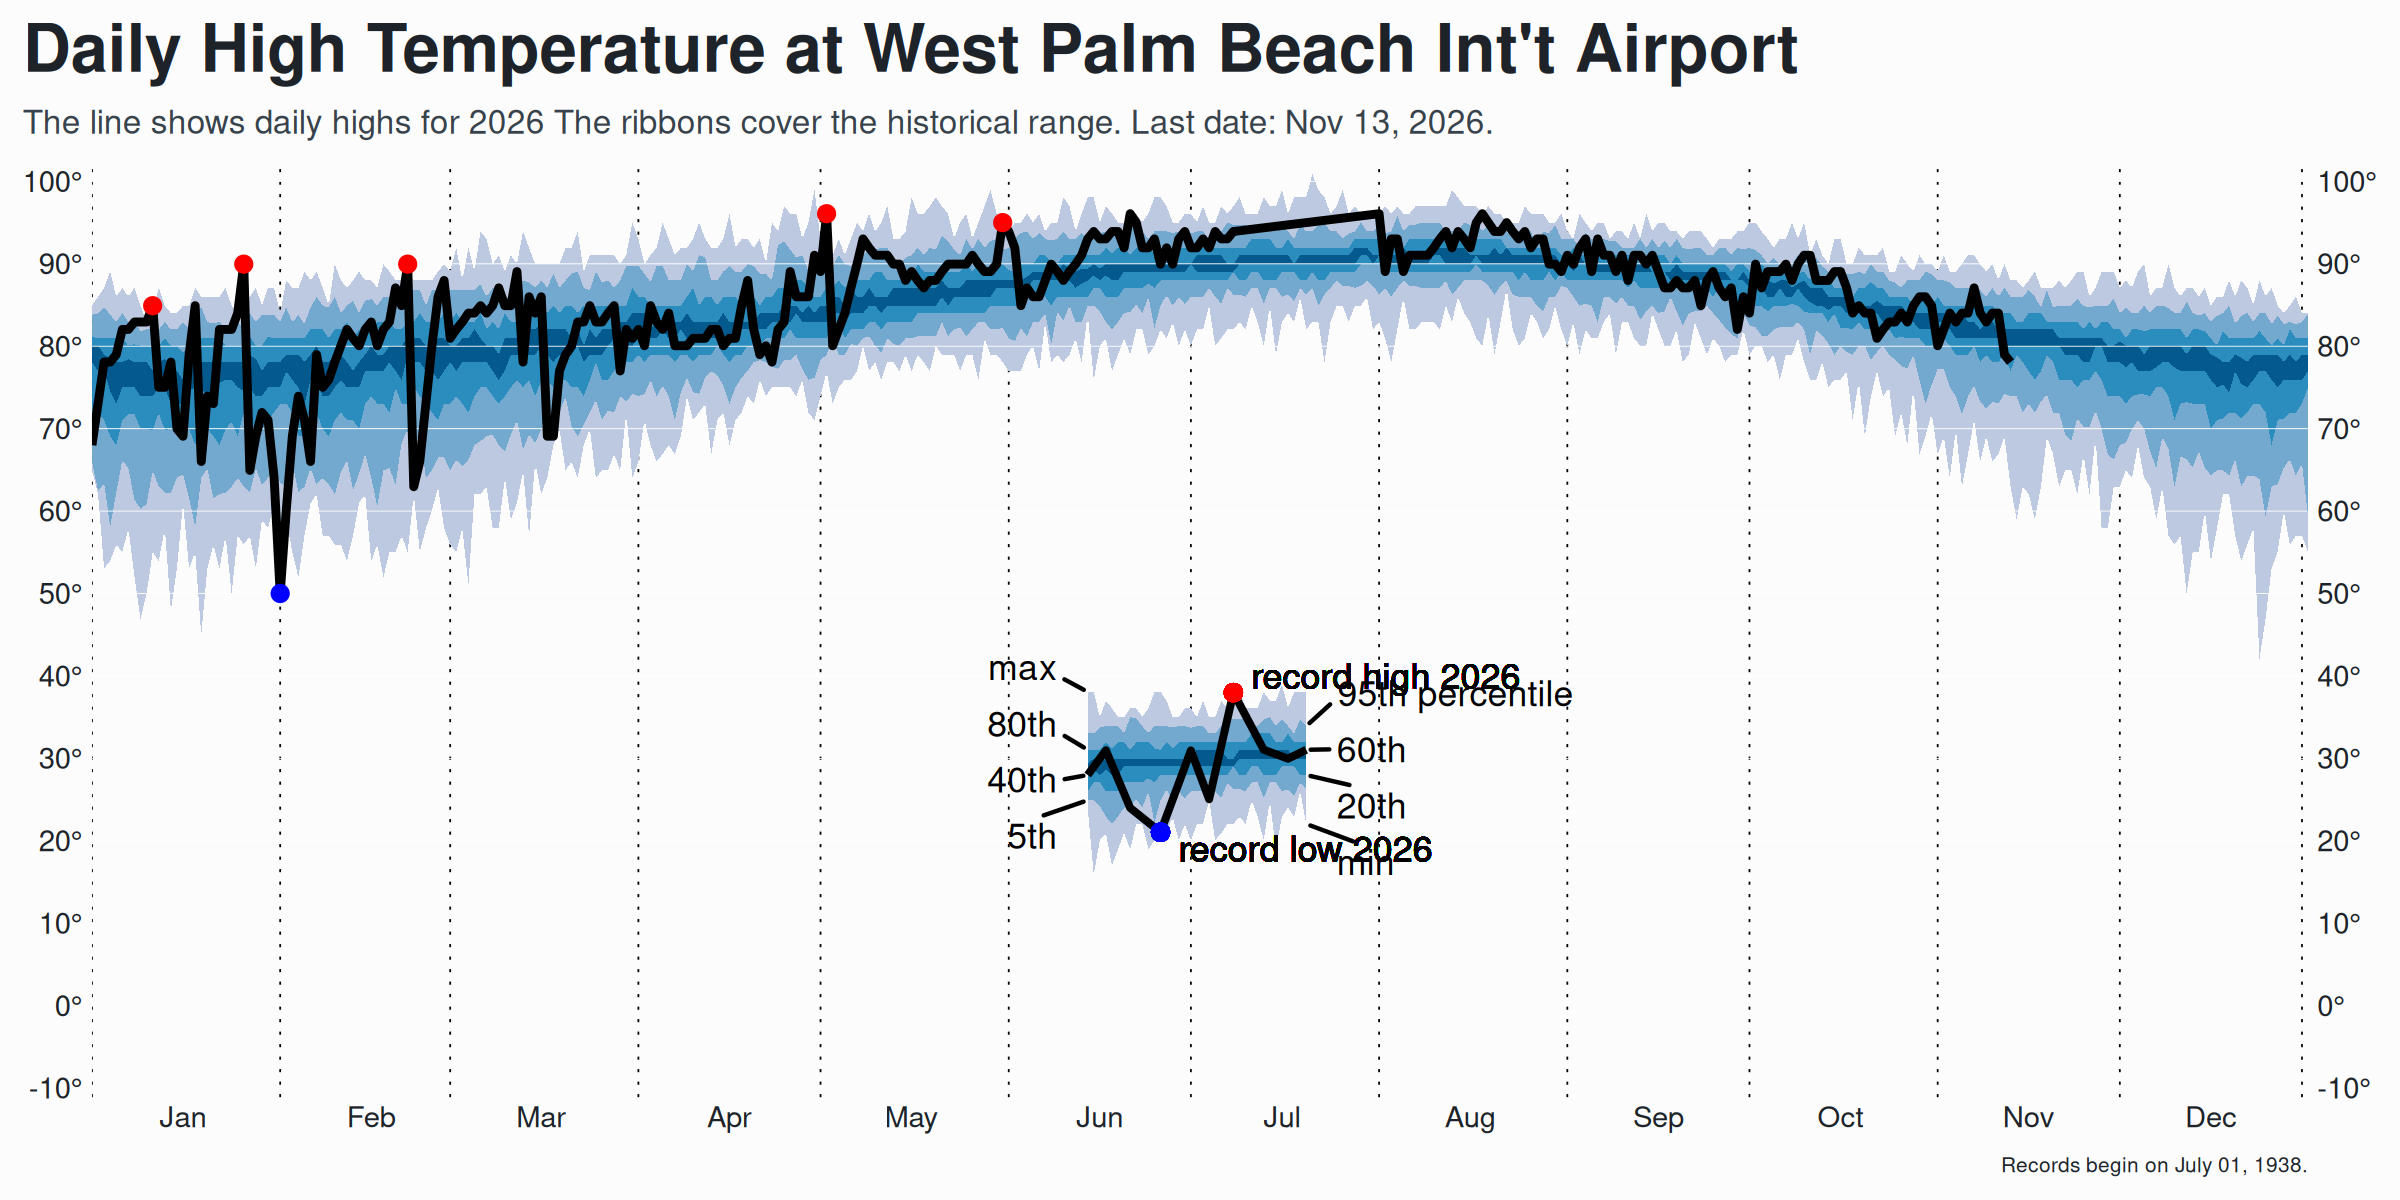 Daily High Temperature at West Palm Beach Int't Airport
The line shows daily highs for 2026 The ribbons cover the historical range. Last date: Nov 13, 2026.
100° 100°
90° 90°
80° 80°
70° 70°
60° 60°
50° 50°
40° 40°
30° 30°
20° 20°
10° 10°
0° 0°
-10° -10°
max
80th
40th
5th
record high 2026
95th percentile
60th
20th
record low 2026
min
Jan Feb Mar Apr May Jun Jul Aug Sep Oct Nov Dec
Records begin on July 01, 1938.